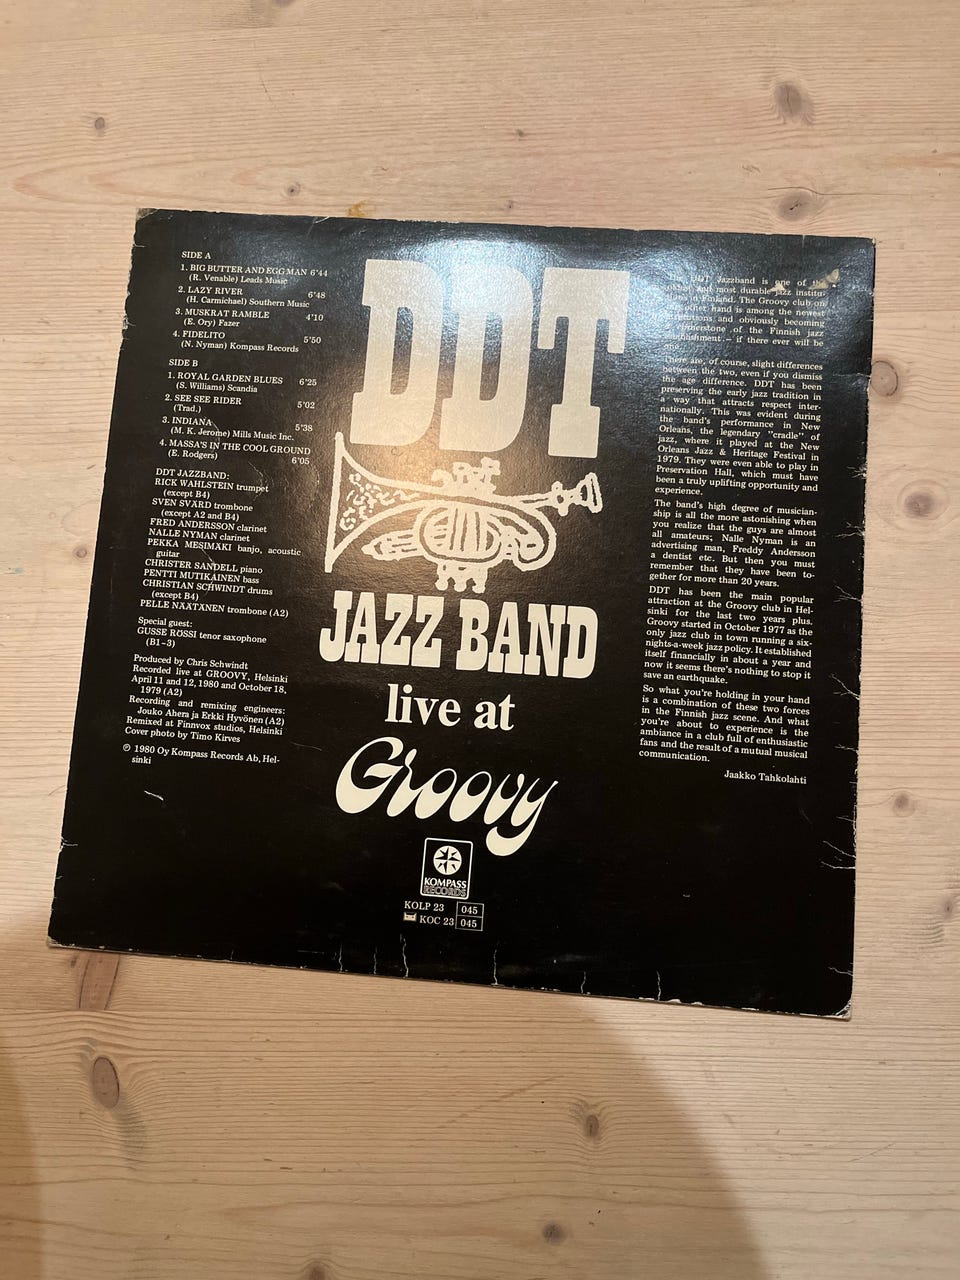 SIDE A
1. BIG BUTTER AND EGG MAN 6'44
(R. Venable) Leads Music
2. LAZY RIVER 6'48
(H. Carmichael) Southern Music
3. MUSKRAT RAMBLE 4'10
(E. Ory) Fazer
4. FIDELITO 5'50
(N. Nyman) Kompass Records
SIDE B
1. ROYAL GARDEN BLUES 6'25
(S. Williams) Scandia
2. SEE SEE RIDER 5'02
(Trad.)
3. INDIANA 5'38
(M. K. Jerome) Mills Music Inc.
4. MASSA'S IN THE COOL GROUND
(E. Rodgers) 6'05
DDT JAZZBAND:
RICK WAHLSTEIN trumpet
(except B4)
SVEN SVÄRD trombone
(except A2 and B4)
FRED ANDERSSON clarinet
NALLE NYMAN clarinet
PEKKA MESIMÄKI banjo, acoustic
guitar
CHRISTER SANDELL piano
PENTTI MUTIKAINEN bass
CHRISTIAN SCHWINDT drums
(except B4)
PELLE NÄÄTÄNEN trombone (A2)
Special guest:
GUSSE RÖSSI tenor saxophone
(B1–3)
Produced by Chris Schwindt
Recorded live at GROOVY, Helsinki
April 11 and 12, 1980 and October 18,
1979 (A2)
Recording and remixing engineers:
Jouko Ahera ja Erkki Hyvönen (A2)
Remixed at Finnvox studios, Helsinki
Cover photo by Timo Kirves
℗ 1980 Oy Kompass Records Ab, Hel-
sinki
DDT
JAZZ BAND
live at
Groovy
KOMPASS
RECORDS
KOLP 23 045
KOC 23 045
DDT Jazzband is one of the
and most durable jazz institu-
in Finland. The Groovy club on
other hand is among the newest
and obviously becoming
cornerstone of the Finnish jazz
– if there ever will be
There are, of course, slight differences
between the two, even if you dismiss
the age difference. DDT has been
preserving the early jazz tradition in
a way that attracts respect inter-
nationally. This was evident during
the band's performance in New
Orleans, the legendary "cradle" of
jazz, where it played at the New
Orleans Jazz & Heritage Festival in
1979. They were even able to play in
Preservation Hall, which must have
been a truly uplifting opportunity and
experience.
The band's high degree of musician-
ship is all the more astonishing when
you realize that the guys are almost
all amateurs; Nalle Nyman is an
advertising man, Freddy Andersson
a dentist etc. But then you must
remember that they have been to-
gether for more than 20 years.
DDT has been the main popular
attraction at the Groovy club in Hel-
sinki for the last two years plus.
Groovy started in October 1977 as the
only jazz club in town running a six-
nights-a-week jazz policy. It established
itself financially in about a year and
now it seems there's nothing to stop it
save an earthquake.
So what you're holding in your hand
is a combination of these two forces
in the Finnish jazz scene. And what
you're about to experience is the
ambiance in a club full of enthusiastic
fans and the result of a mutual musical
communication.
Jaakko Tahkolahti